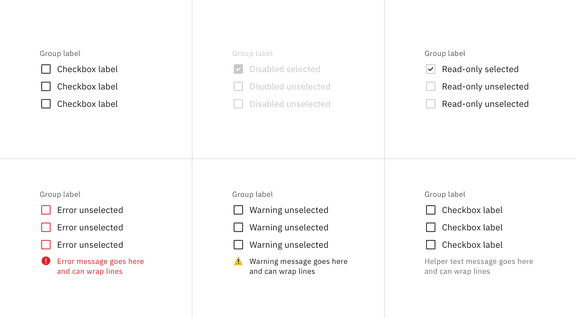 Group label
Checkbox label
Checkbox label
Checkbox label
Group label
Disabled selected
Disabled unselected
Disabled unselected
Group label
Read-only selected
Read-only unselected
Read-only unselected
Group label
Error unselected
Error unselected
Error unselected
Error message goes here
and can wrap lines
Group label
Warning unselected
Warning unselected
Warning unselected
Warning message goes here
and can wrap lines
Group label
Checkbox label
Checkbox label
Checkbox label
Helper text message goes here
and can wrap lines